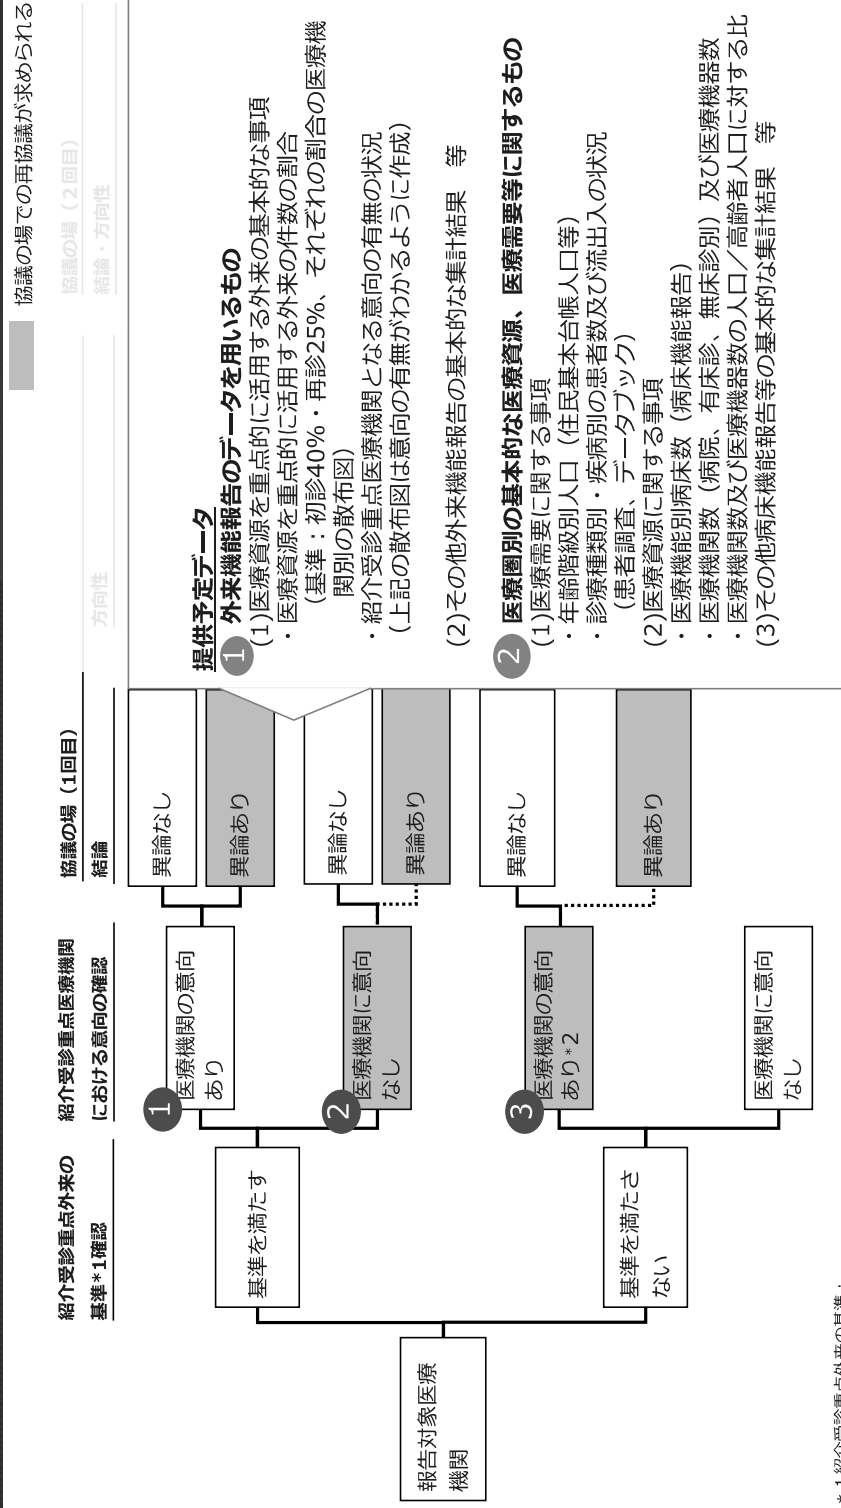 協議の場での再協議が求められる
紹介受診重点外来の
基準*1確認
紹介受診重点医療機関
における意向の確認
協議の場（1回目）
結論
方向性
協議の場（２回目）
結論・方向性
報告対象医療
機関
基準を満たす
基準を満たさ
ない
1
医療機関の意向
あり
2
医療機関に意向
なし
3
医療機関の意向
あり*2
医療機関に意向
なし
異論なし
異論あり
異論なし
異論あり
異論なし
異論あり
提供予定データ
1 外来機能報告のデータを用いるもの
(1)医療資源を重点的に活用する外来の基本的な事項
・医療資源を重点的に活用する外来の件数の割合
（基準：初診40%・再診25%、それぞれの割合の医療機
関別の散布図）
・紹介受診重点医療機関となる意向の有無の状況
（上記の散布図は意向の有無がわかるように作成）
(2)その他外来機能報告の基本的な集計結果　等
2 医療圏別の基本的な医療資源、医療需要等に関するもの
(1)医療需要に関する事項
・年齢階級別人口（住民基本台帳人口等）
・診療種類別・疾病別の患者数及び流出入の状況
（患者調査、データブック）
(2)医療資源に関する事項
・医療機能別病床数（病床機能報告）
・医療機関数（病院、有床診、無床診別）及び医療機器数
・医療機関数及び医療機器数の人口／高齢者人口に対する比
(3)その他病床機能報告等の基本的な集計結果　等
＊１紹介受診重点外来の基準：